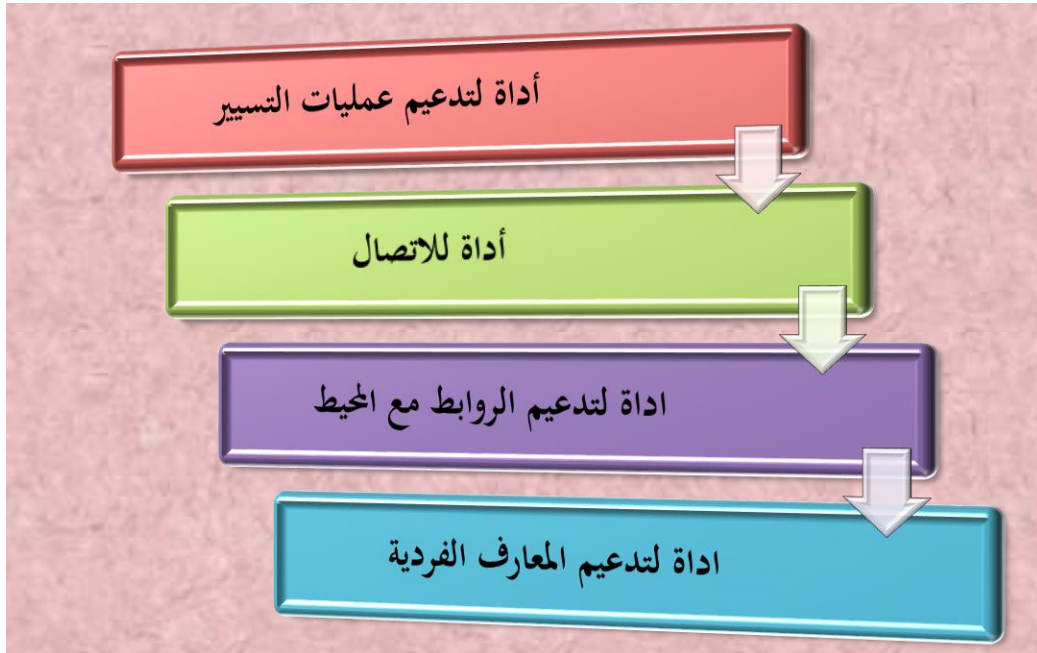 أداة لتدعيم عمليات التسيير
أداة للاتصال
اداة لتدعيم الروابط مع المحيط
اداة لتدعيم المعارف الفردية